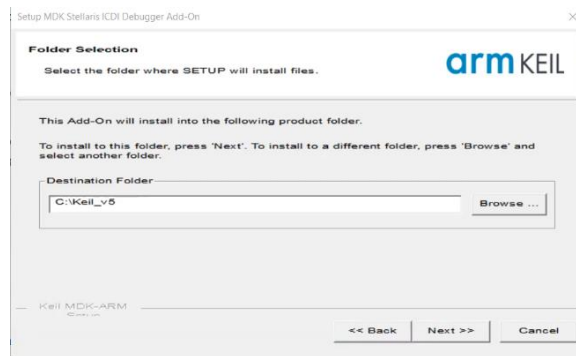 Setup MDK Stellaris ICDI Debugger Add-On
Folder Selection
Select the folder where SETUP will install files.
arm KEIL
This Add-On will install into the following product folder.
To install to this folder, press 'Next'. To install to a different folder, press 'Browse' and
select another folder.
Destination Folder
C:\Keil_v5
Browse ...
Keil MDK-ARM
Setup
<< Back
Next >>
Cancel